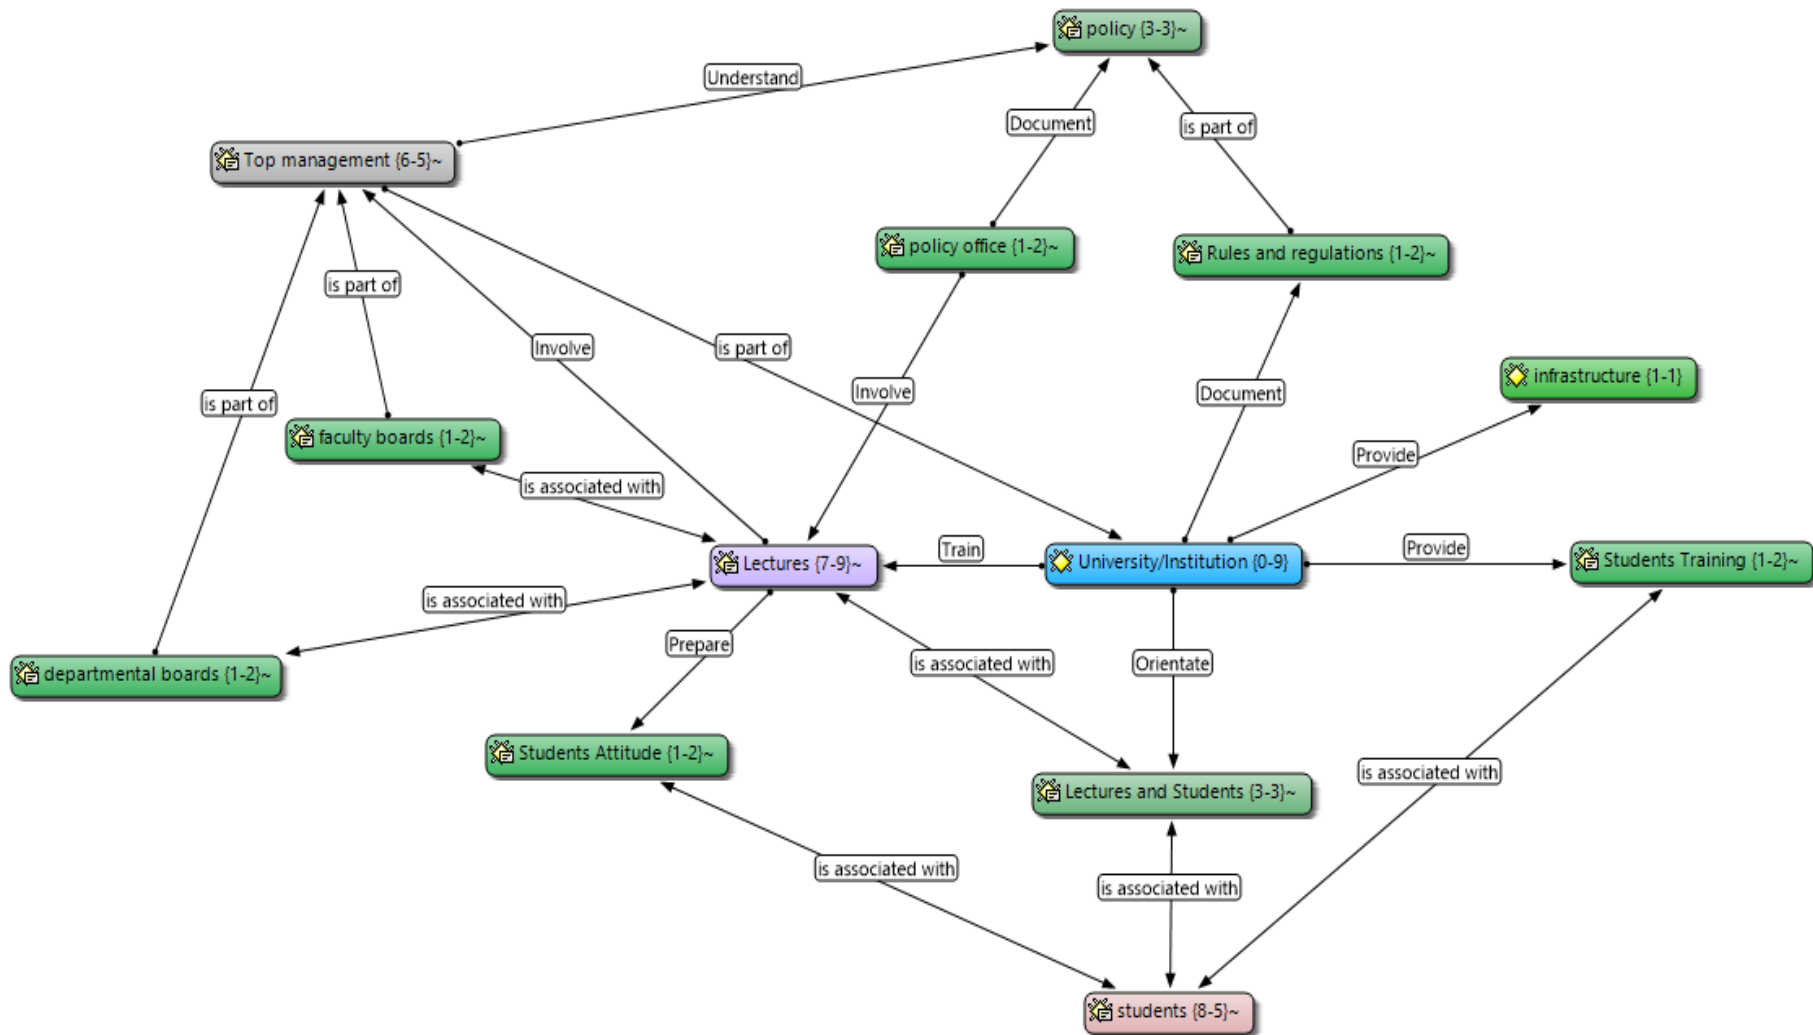 policy {3-3}~
Understand
Document
is part of
Top management {6-5}~
policy office {1-2}~
Rules and regulations {1-2}~
is part of
Involve
is part of
infrastructure {1-1}
Involve
Document
is part of
faculty boards {1-2}~
Provide
is associated with
Train
Provide
Lectures {7-9}~
University/Institution {0-9}
Students Training {1-2}~
is associated with
Prepare
is associated with
Orientate
departmental boards {1-2}~
Students Attitude {1-2}~
is associated with
Lectures and Students {3-3}~
is associated with
is associated with
students {8-5}~